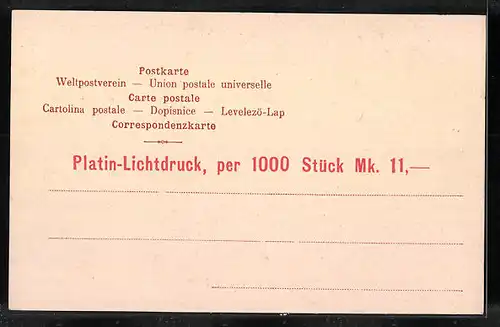 Postkarte
Weltpostverein — Union postale universelle
Carte postale
Cartolina postale — Dopisnice — Levelező-Lap
Correspondenzkarte
Platin-Lichtdruck, per 1000 Stück Mk. 11,—